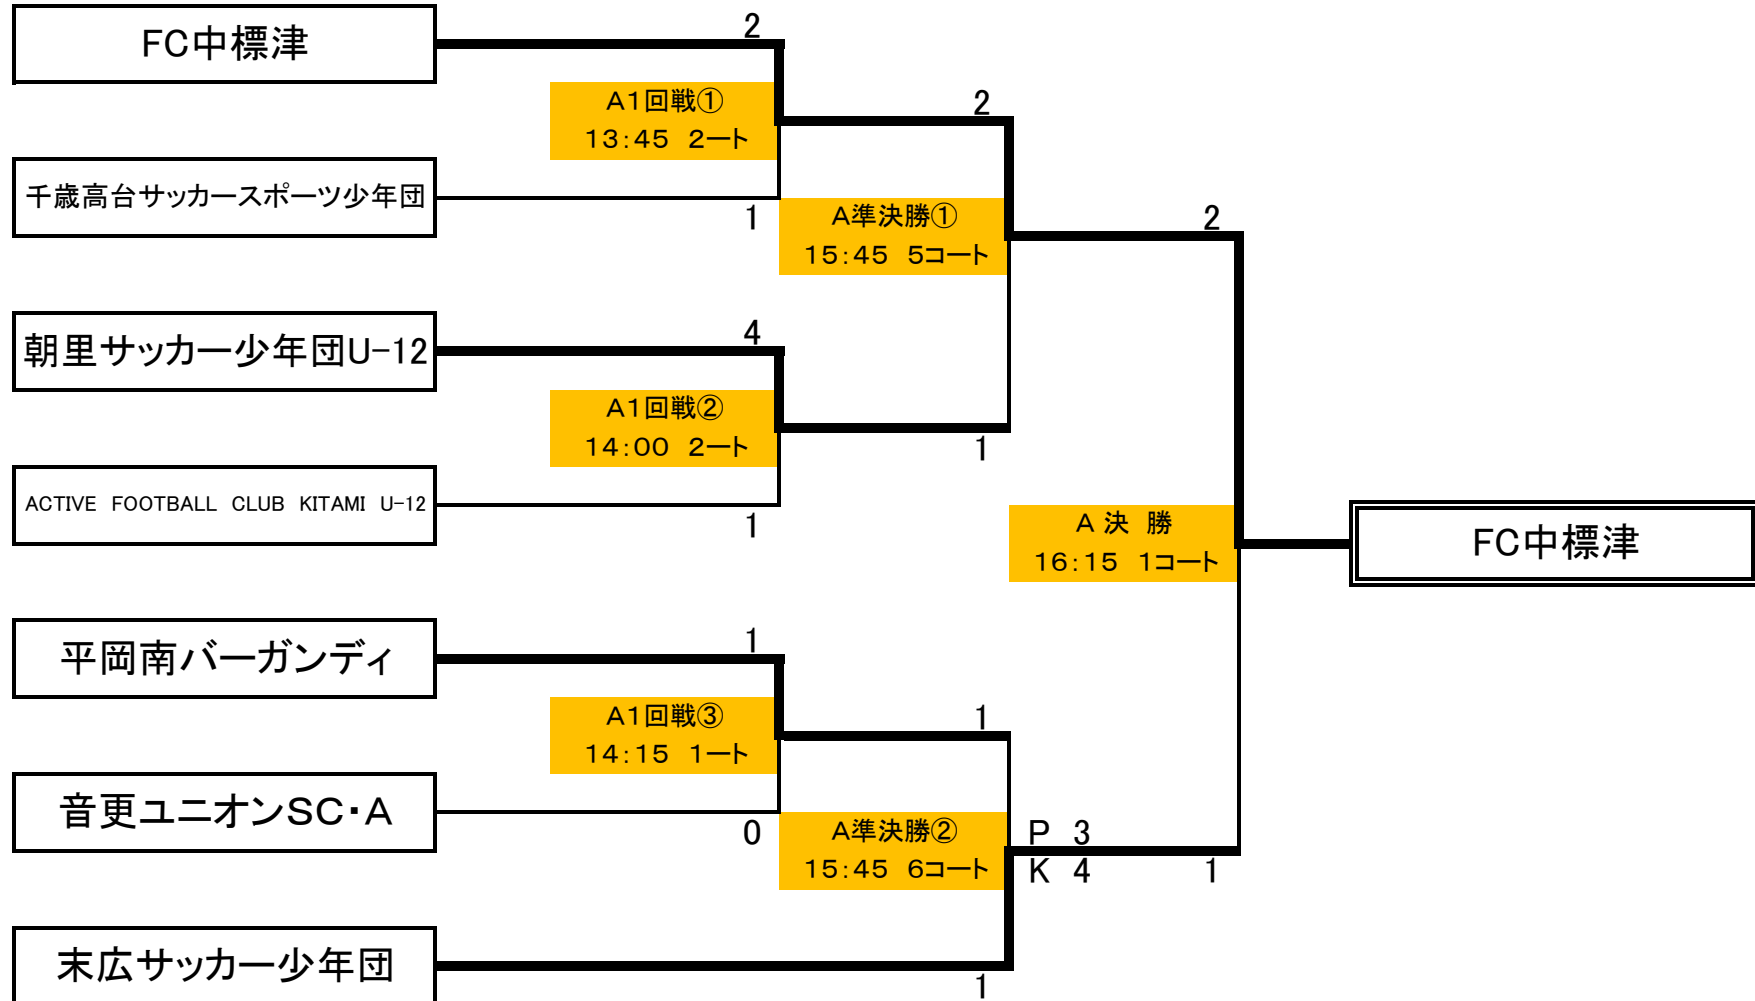 FC中標津
2
A1回戦①
13:45 2ート
2
千歳高台サッカースポーツ少年団
1
A準決勝①
15:45 5コート
2
朝里サッカー少年団U-12
4
A1回戦②
14:00 2ート
1
ACTIVE FOOTBALL CLUB KITAMI U-12
1
A 決 勝
16:15 1コート
FC中標津
平岡南バーガンディ
1
A1回戦③
14:15 1ート
1
音更ユニオンSC・A
0
A準決勝②
15:45 6コート
P 3
K 4
1
末広サッカー少年団
1